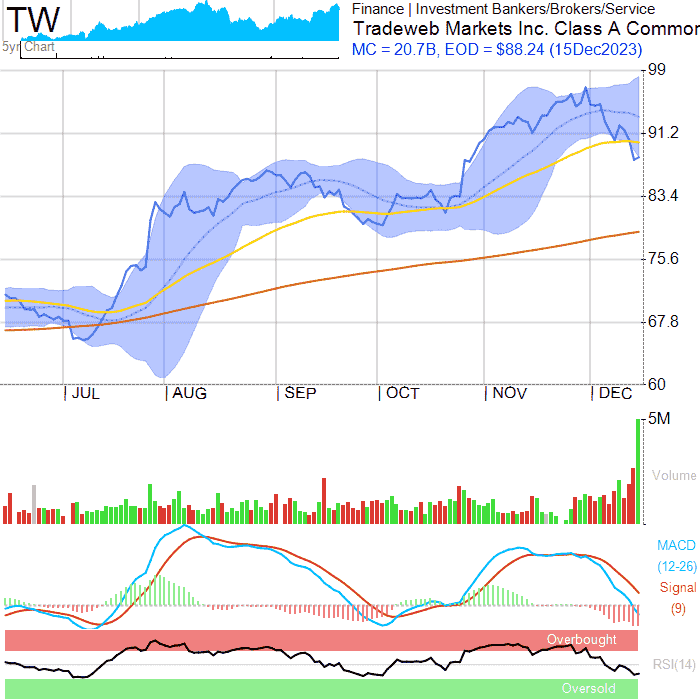 TW
5yr Chart
Finance | Investment Bankers/Brokers/Service
Tradeweb Markets Inc. Class A Common
MC = 20.7B, EOD = $88.24 (15Dec2023)
99
91.2
83.4
75.6
67.8
60
JUL
AUG
SEP
OCT
NOV
DEC
5M
Volume
MACD
(12-26)
Signal
(9)
Overbought
RSI(14)
Oversold